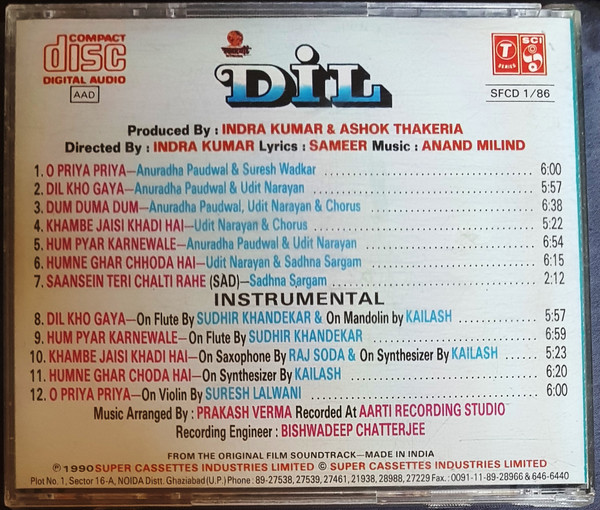 COMPACT
disc
DIGITAL AUDIO
AAD
DiL
T
SERIES
SCI
SFCD 1/86
Produced By : INDRA KUMAR & ASHOK THAKERIA
Directed By : INDRA KUMAR Lyrics : SAMEER Music : ANAND MILIND
1. O PRIYA PRIYA—Anuradha Paudwal & Suresh Wadkar 6:00
2. DIL KHO GAYA—Anuradha Paudwal & Udit Narayan 5:57
3. DUM DUMA DUM—Anuradha Paudwal, Udit Narayan & Chorus 6:38
4. KHAMBE JAISI KHADI HAI—Udit Narayan & Chorus 5:22
5. HUM PYAR KARNEWALE—Anuradha Paudwal & Udit Narayan 6:54
6. HUMNE GHAR CHHODA HAI—Udit Narayan & Sadhna Sargam 6:15
7. SAANSEIN TERI CHALTI RAHE (SAD)—Sadhna Sargam 2:12
INSTRUMENTAL
8. DIL KHO GAYA—On Flute By SUDHIR KHANDEKAR & On Mandolin by KAILASH 5:57
9. HUM PYAR KARNEWALE—On Flute By SUDHIR KHANDEKAR 6:59
10. KHAMBE JAISI KHADI HAI—On Saxophone By RAJ SODA & On Synthesizer By KAILASH 5:23
11. HUMNE GHAR CHODA HAI—On Synthesizer By KAILASH 6:20
12. O PRIYA PRIYA—On Violin By SURESH LALWANI 6:00
Music Arranged By : PRAKASH VERMA Recorded At AARTI RECORDING STUDIO
Recording Engineer : BISHWADEEP CHATTERJEE
FROM THE ORIGINAL FILM SOUNDTRACK—MADE IN INDIA
Ⓟ 1990 SUPER CASSETTES INDUSTRIES LIMITED © SUPER CASSETTES INDUSTRIES LIMITED
Plot No. 1, Sector 16-A, NOIDA Distt. Ghaziabad (U.P.) Phone : 89-27538, 27539, 27461, 21938, 28988, 29229 Fax.: 0091-11-89-28966 & 646-6440